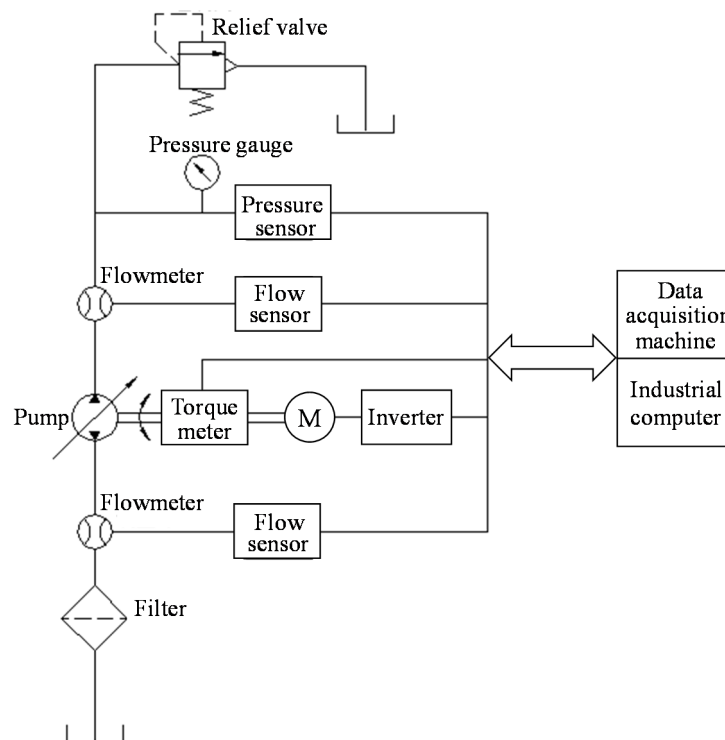 Relief valve
Pressure gauge
Pressure
sensor
Flowmeter
Flow
sensor
Data
acquisition
machine
Industrial
computer
Pump
Torque
meter
M
Inverter
Flowmeter
Flow
sensor
Filter